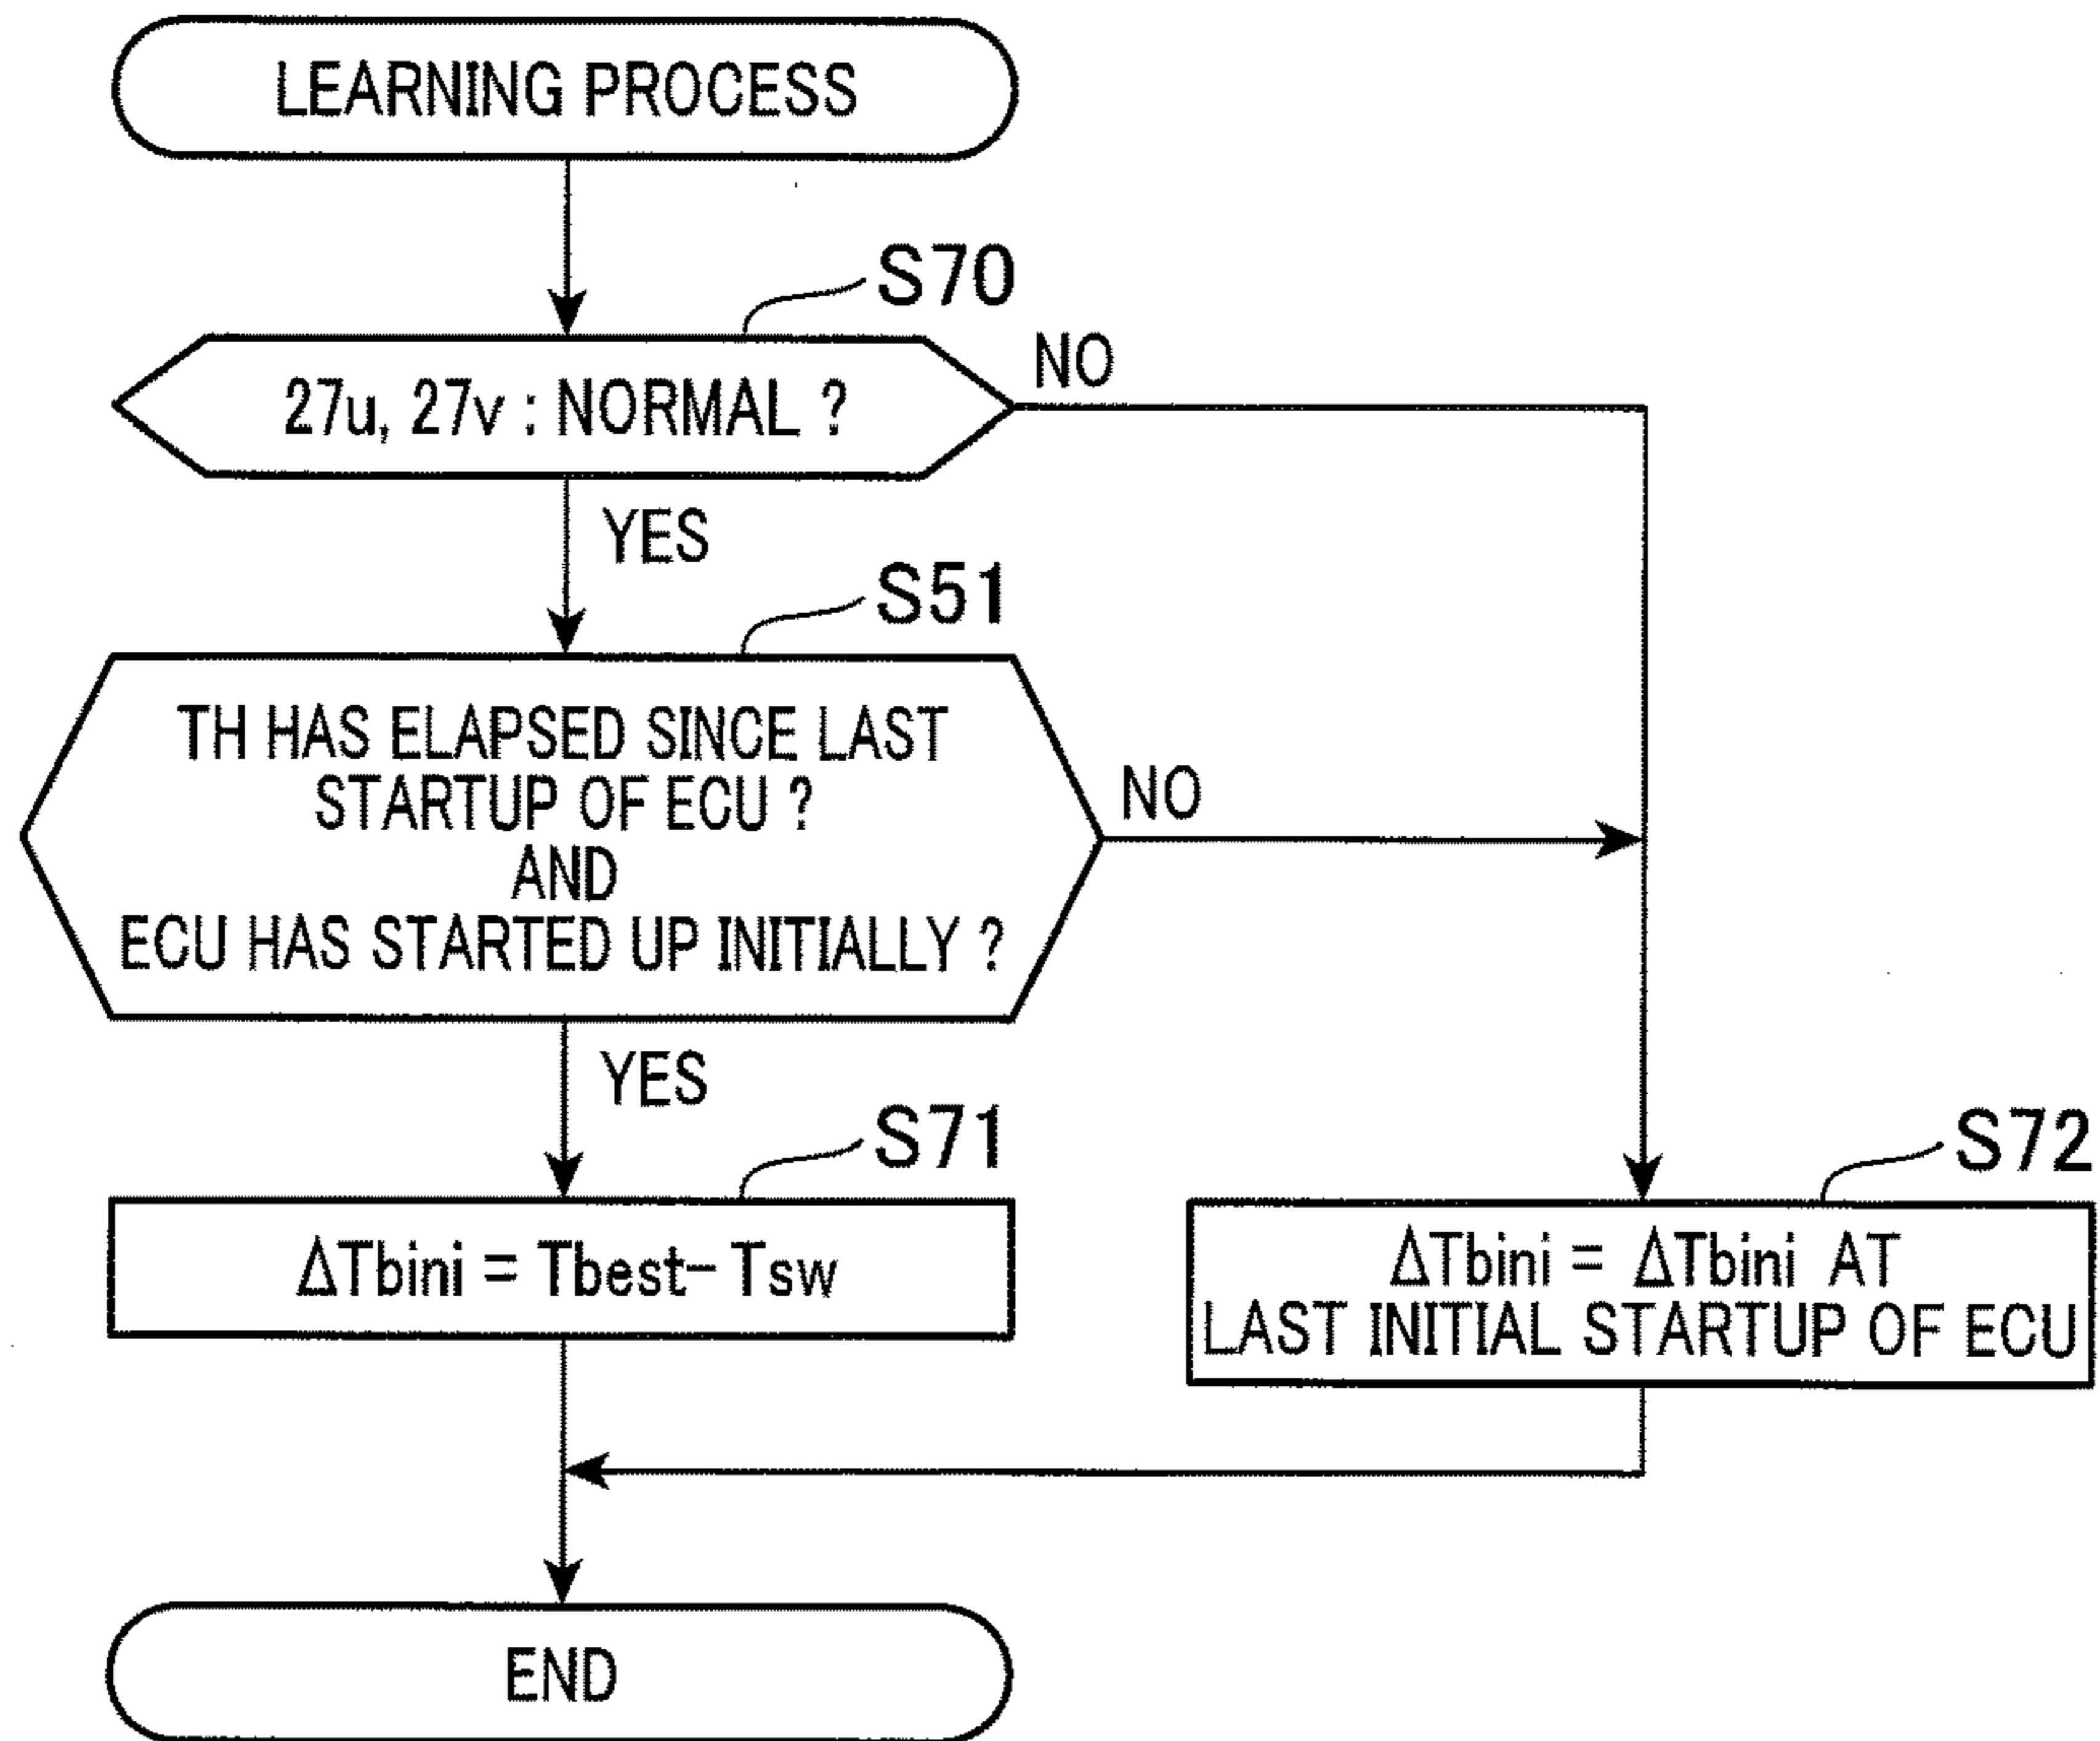 LEARNING PROCESS
S70
27u, 27v : NORMAL ?
NO
YES
S51
TH HAS ELAPSED SINCE LAST
STARTUP OF ECU ?
AND
ECU HAS STARTED UP INITIALLY ?
NO
YES
S71
ΔTbini = Tbest- Tsw
S72
ΔTbini = ΔTbini AT
LAST INITIAL STARTUP OF ECU
END